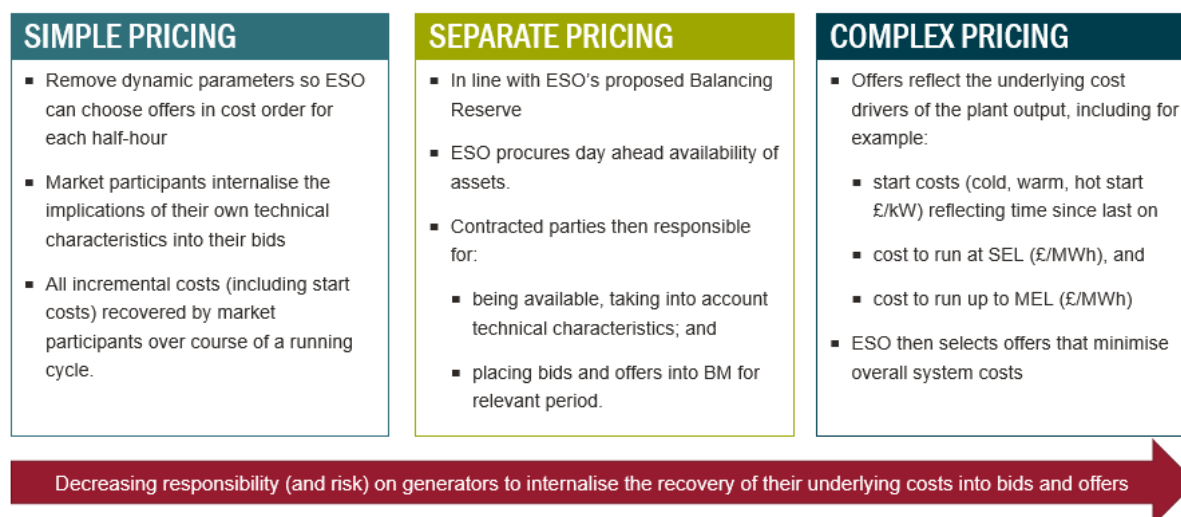 SIMPLE PRICING
▪ Remove dynamic parameters so ESO
can choose offers in cost order for
each half-hour
▪ Market participants internalise the
implications of their own technical
characteristics into their bids
▪ All incremental costs (including start
costs) recovered by market
participants over course of a running
cycle.
SEPARATE PRICING
▪ In line with ESO's proposed Balancing
Reserve
▪ ESO procures day ahead availability of
assets.
▪ Contracted parties then responsible
for:
▪ being available, taking into account
technical characteristics; and
▪ placing bids and offers into BM for
relevant period.
COMPLEX PRICING
▪ Offers reflect the underlying cost
drivers of the plant output, including for
example:
▪ start costs (cold, warm, hot start
£/kW) reflecting time since last on
▪ cost to run at SEL (£/MWh), and
▪ cost to run up to MEL (£/MWh)
▪ ESO then selects offers that minimise
overall system costs
Decreasing responsibility (and risk) on generators to internalise the recovery of their underlying costs into bids and offers